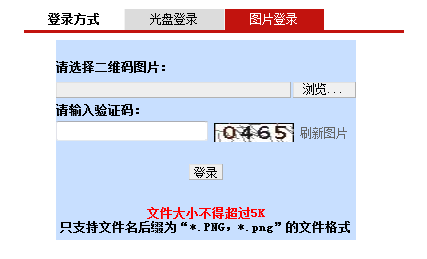 登录方式 光盘登录 图片登录
请选择二维码图片：
浏览...
请输入验证码：
0465 刷新图片
登录
文件大小不得超过5K
只支持文件名后缀为“*.PNG，*.png”的文件格式